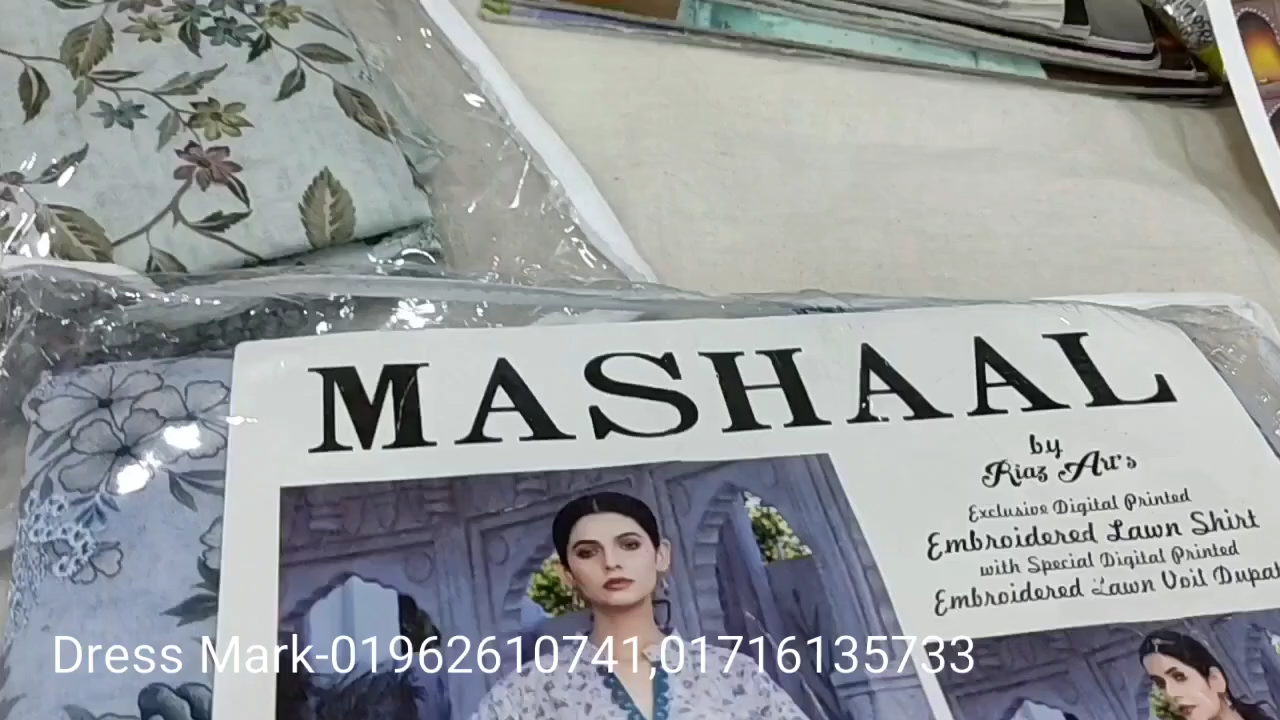 MASHAAL
by
Riaz Art's
Exclusive Digital Printed
Embroidered Lawn Shirt
with Special Digital Printed
Embroidered Lawn Voil Dupat
Dress Mark-01962610741,01716135733